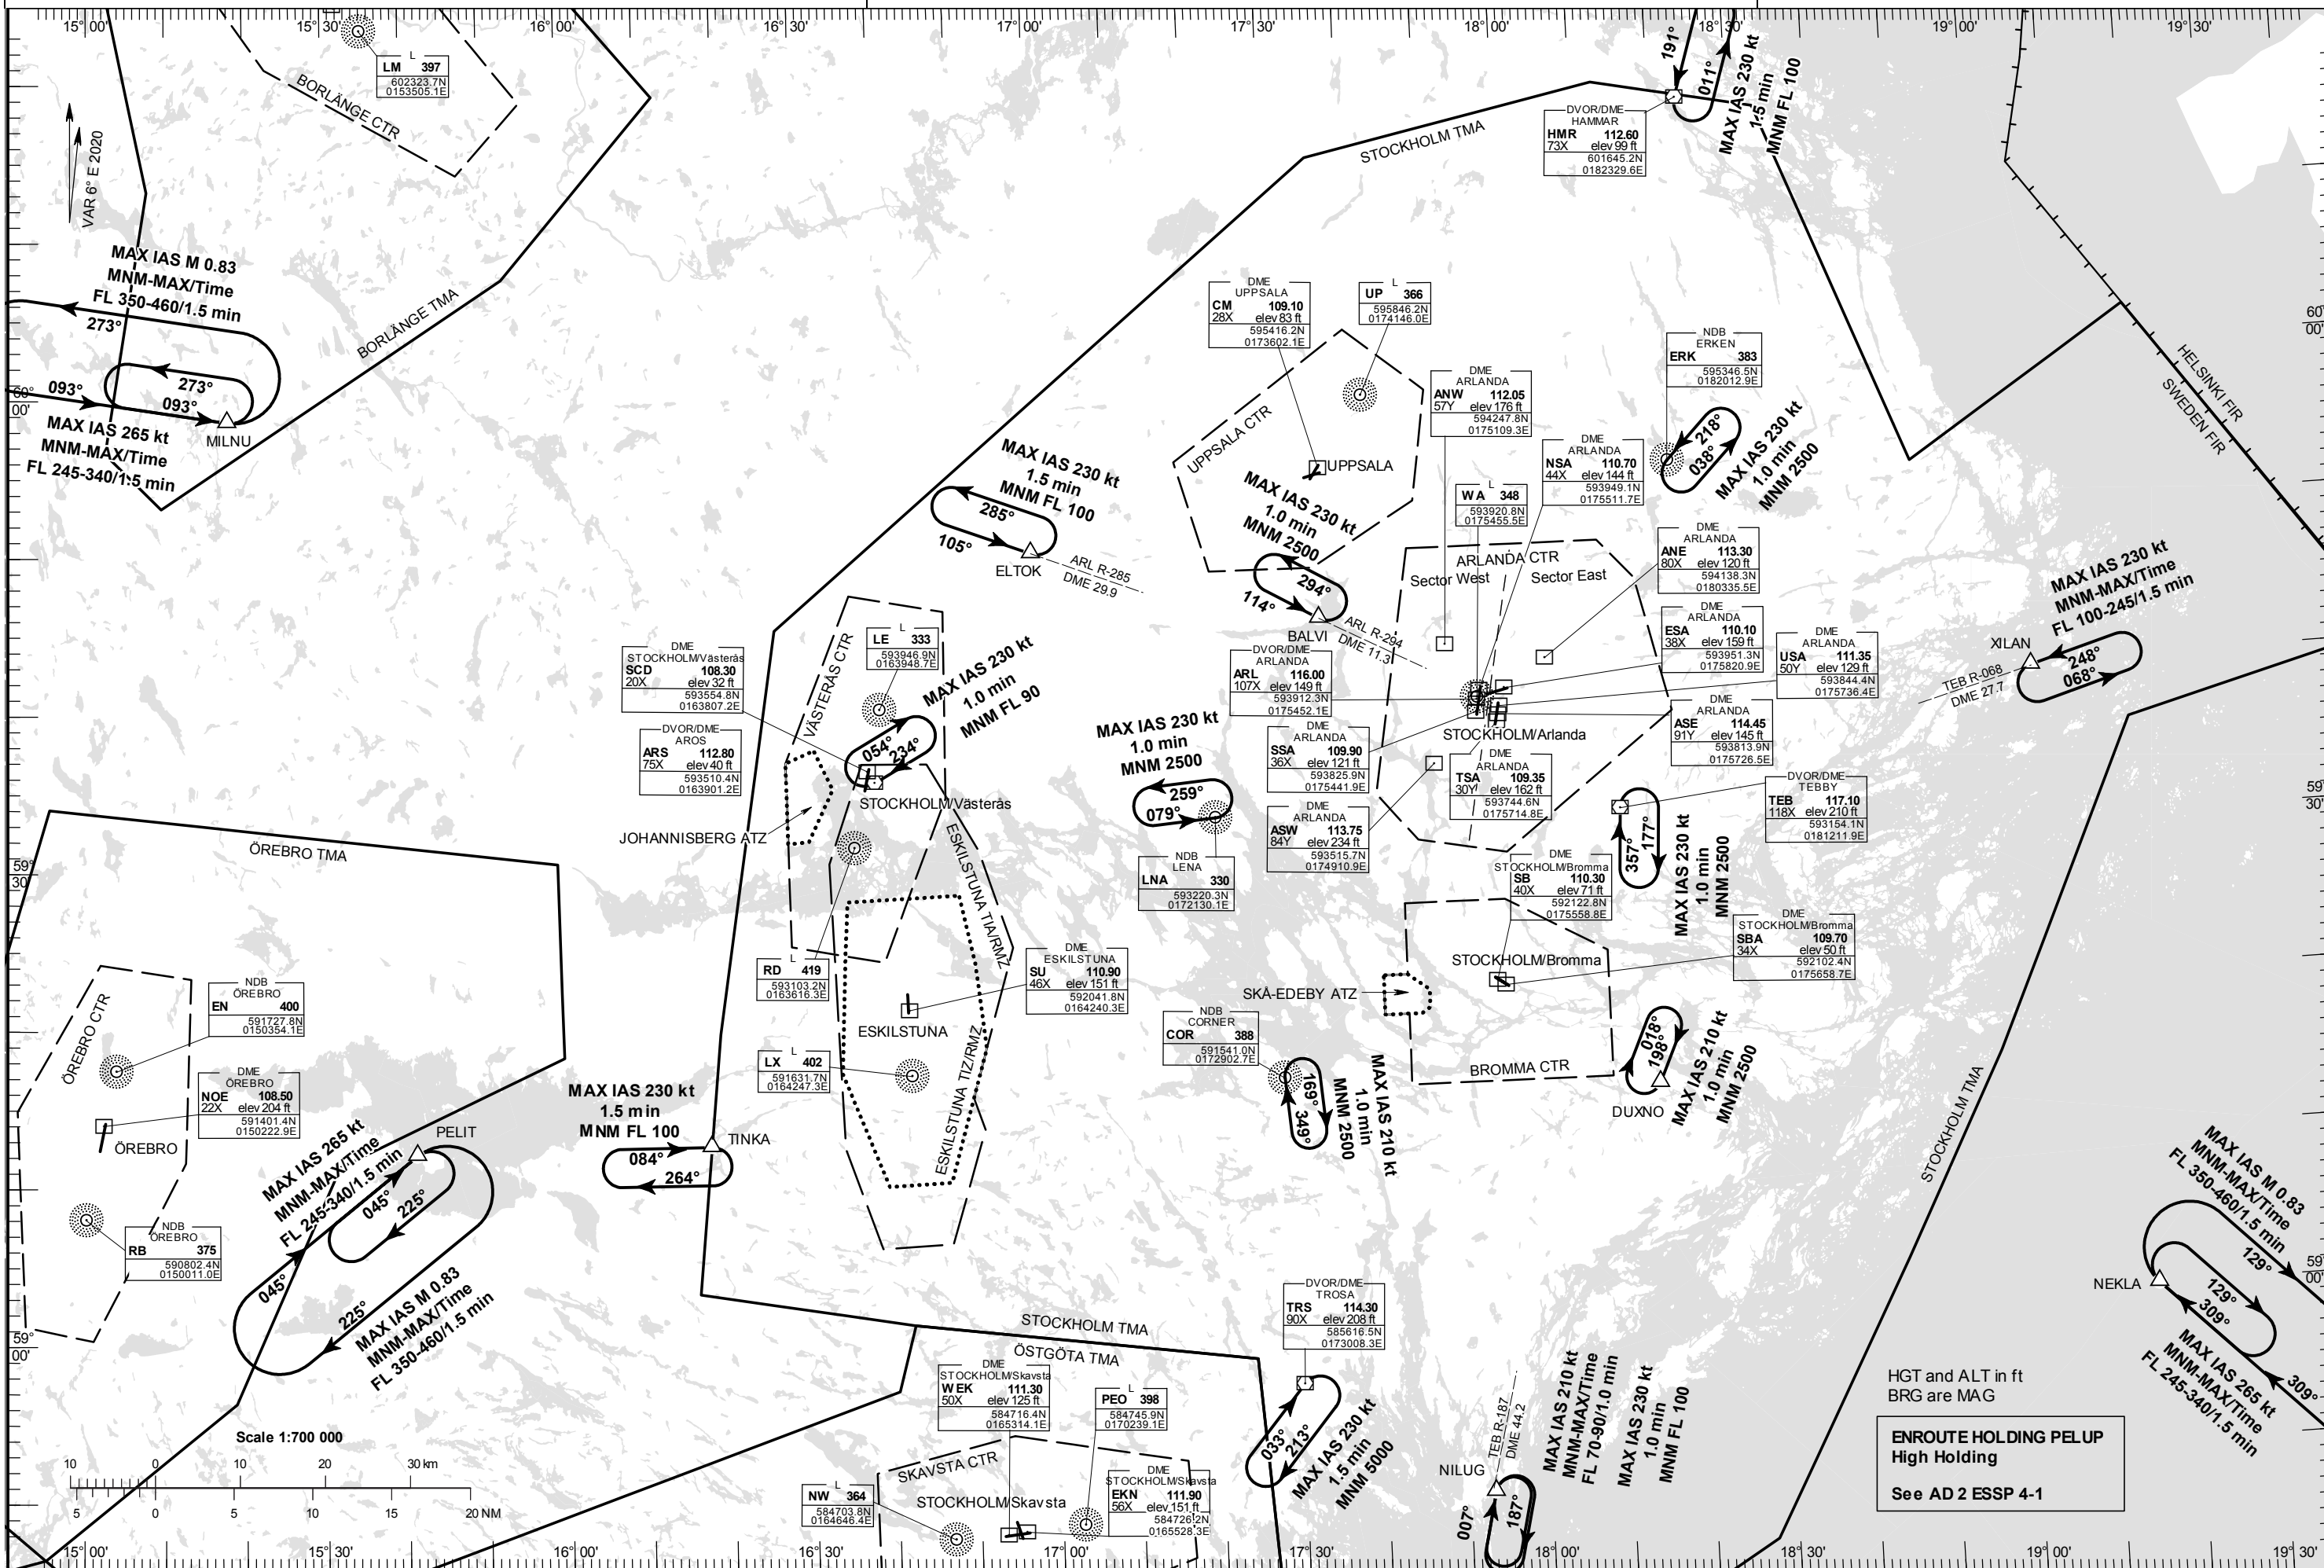 15°00'
15°30'
16°00'
16°30'
17°00'
17°30'
18°00'
18°30'
19°00'
19°30'
L
LM 397
602323.7N
0153505.1E
BORLÄNGE CTR
VAR 6° E 2020
MAX IAS M 0.83
MNM-MAX/Time
FL 350-460/1.5 min
273°
BORLÄNGE TMA
273°
093°
093°
60°
00'
MILNU
MAX IAS 265 kt
MNM-MAX/Time
FL 245-340/1.5 min
STOCKHOLM TMA
191°
011°
MAX IAS 230 kt
1.5 min
MNM FL 100
DVOR/DME
HAMMAR
HMR 112.60
73X elev 99 ft
601645.2N
0182329.6E
60°
00'
HELSINKI FIR
SWEDEN FIR
DME
UPPSALA
CM 109.10
28X elev 83 ft
595416.2N
0173602.1E
L
UP 366
595846.2N
0174146.0E
UPPSALA CTR
UPPSALA
DME
ARLANDA
ANW 112.05
57Y elev 176 ft
594247.8N
0175109.3E
NDB
ERKEN
ERK 383
595346.5N
0182012.9E
218°
038°
MAX IAS 230 kt
1.0 min
MNM 2500
DME
ARLANDA
NSA 110.70
44X elev 144 ft
593949.1N
0175511.7E
L
WA 348
593920.8N
0175455.5E
MAX IAS 230 kt
1.5 min
MNM FL 100
285°
105°
ELTOK
ARL R-285
DME 29.9
MAX IAS 230 kt
1.0 min
MNM 2500
294°
114°
BALVI
ARL R-294
DME 11.3
ARLANDA CTR
Sector West
Sector East
DME
ARLANDA
ANE 113.30
80X elev 120 ft
594138.3N
0180335.5E
DME
ARLANDA
ESA 110.10
38X elev 159 ft
593951.3N
0175820.9E
DME
ARLANDA
USA 111.35
50Y elev 129 ft
593844.4N
0175736.4E
DME
ARLANDA
ASE 114.45
91Y elev 145 ft
593813.9N
0175726.5E
MAX IAS 230 kt
MNM-MAX/Time
FL 100-245/1.5 min
XILAN
248°
068°
TEB R-068
DME 27.7
DVOR/DME
ARLANDA
ARL 116.00
107X elev 149 ft
593912.3N
0175452.1E
STOCKHOLM/Arlanda
DME
ARLANDA
SSA 109.90
36X elev 121 ft
593825.9N
0175441.9E
DME
ARLANDA
TSA 109.35
30Y elev 162 ft
593744.6N
0175714.8E
DME
ARLANDA
ASW 113.75
84Y elev 234 ft
593515.7N
0174910.9E
DVOR/DME
TEBBY
TEB 117.10
118X elev 210 ft
593154.1N
0181211.9E
357°
177°
MAX IAS 230 kt
1.0 min
MNM 2500
59°
30'
VÄSTERÅS CTR
L
LE 333
593946.9N
0163948.7E
DME
STOCKHOLM/Västerås
SCD 108.30
20X elev 32 ft
593554.8N
0163807.2E
DVOR/DME
AROS
ARS 112.80
75X elev 40 ft
593510.4N
0163901.2E
054°
234°
MAX IAS 230 kt
1.0 min
MNM FL 90
STOCKHOLM/Västerås
JOHANNISBERG ATZ
ESKILSTUNA TIA/RMZ
MAX IAS 230 kt
1.0 min
MNM 2500
259°
079°
NDB
LENA
LNA 330
593220.3N
0172130.1E
DME
STOCKHOLM/Bromma
SB 110.30
40X elev 71 ft
592122.8N
0175558.8E
DME
STOCKHOLM/Bromma
SBA 109.70
34X elev 50 ft
592102.4N
0175658.7E
STOCKHOLM/Bromma
SKÅ-EDEBY ATZ
BROMMA CTR
ÖREBRO TMA
59°
30'
L
RD 419
593103.2N
0163616.3E
DME
ESKILSTUNA
SU 110.90
46X elev 151 ft
592041.8N
0164240.3E
ESKILSTUNA
L
LX 402
591631.7N
0164247.3E
ESKILSTUNA TIZ/RMZ
NDB
CORNER
COR 388
591541.0N
0172902.7E
169°
349°
MAX IAS 210 kt
1.0 min
MNM 2500
018°
198°
DUXNO
MAX IAS 210 kt
1.0 min
MNM 2500
ÖREBRO CTR
NDB
ÖREBRO
EN 400
591727.8N
0150354.1E
DME
ÖREBRO
NOE 108.50
22X elev 204 ft
591401.4N
0150222.9E
ÖREBRO
NDB
ÖREBRO
RB 375
590802.4N
0150011.0E
MAX IAS 265 kt
MNM-MAX/Time
FL 245-340/1.5 min
PELIT
045°
225°
045°
225°
MAX IAS M 0.83
MNM-MAX/Time
FL 350-460/1.5 min
MAX IAS 230 kt
1.5 min
MNM FL 100
TINKA
084°
264°
STOCKHOLM TMA
MAX IAS M 0.83
MNM-MAX/Time
FL 350-460/1.5 min
129°
NEKLA
129°
309°
309°
MAX IAS 265 kt
MNM-MAX/Time
FL 245-340/1.5 min
59°
00'
59°
00'
STOCKHOLM TMA
ÖSTGÖTA TMA
DVOR/DME
TROSA
TRS 114.30
90X elev 208 ft
585616.5N
0173008.3E
033°
213°
MAX IAS 230 kt
1.5 min
MNM 5000
DME
STOCKHOLM/Skavsta
WEK 111.30
50X elev 125 ft
584716.4N
0165314.1E
L
PEO 398
584745.9N
0170239.1E
SKAVSTA CTR
L
NW 364
584703.8N
0164646.4E
STOCKHOLM/Skavsta
DME
STOCKHOLM/Skavsta
EKN 111.90
56X elev 151 ft
584726.2N
0165528.3E
TEB R-187
DME 44.2
NILUG
007°
187°
MAX IAS 210 kt
MNM-MAX/Time
FL 70-90/1.0 min
MAX IAS 230 kt
1.0 min
MNM FL 100
HGT and ALT in ft
BRG are MAG
ENROUTE HOLDING PELUP
High Holding
See AD 2 ESSP 4-1
Scale 1:700 000
10 0 10 20 30 km
5 0 5 10 15 20 NM
15°00'
15°30'
16°00'
16°30'
17°00'
17°30'
18°00'
18°30'
19°00'
19°30'